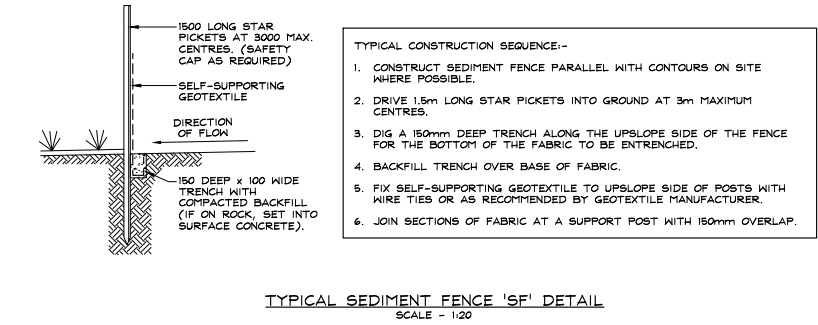 1500 LONG STAR
PICKETS AT 3000 MAX.
CENTRES. (SAFETY
CAP AS REQUIRED)
SELF-SUPPORTING
GEOTEXTILE
DIRECTION
OF FLOW
150 DEEP x 100 WIDE
TRENCH WITH
COMPACTED BACKFILL
(IF ON ROCK, SET INTO
SURFACE CONCRETE).
TYPICAL CONSTRUCTION SEQUENCE:-
1. CONSTRUCT SEDIMENT FENCE PARALLEL WITH CONTOURS ON SITE
WHERE POSSIBLE.
2. DRIVE 1.5m LONG STAR PICKETS INTO GROUND AT 3m MAXIMUM
CENTRES.
3. DIG A 150mm DEEP TRENCH ALONG THE UPSLOPE SIDE OF THE FENCE
FOR THE BOTTOM OF THE FABRIC TO BE ENTRENCHED.
4. BACKFILL TRENCH OVER BASE OF FABRIC.
5. FIX SELF-SUPPORTING GEOTEXTILE TO UPSLOPE SIDE OF POSTS WITH
WIRE TIES OR AS RECOMMENDED BY GEOTEXTILE MANUFACTURER.
6. JOIN SECTIONS OF FABRIC AT A SUPPORT POST WITH 150mm OVERLAP.
TYPICAL SEDIMENT FENCE 'SF' DETAIL
SCALE - 1:20